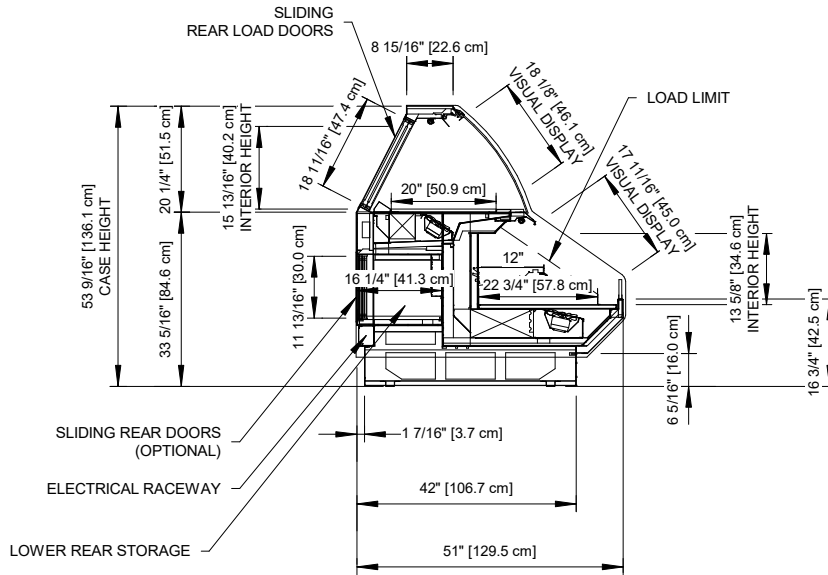 SLIDING
REAR LOAD DOORS
8 15/16" [22.6 cm]
18 1/8" [46.1 cm]
VISUAL DISPLAY
LOAD LIMIT
17 11/16" [45.0 cm]
VISUAL DISPLAY
53 9/16" [136.1 cm]
CASE HEIGHT
20 1/4" [51.5 cm]
15 13/16" [40.2 cm]
INTERIOR HEIGHT
18 11/16" [47.4 cm]
20" [50.9 cm]
33 5/16" [84.6 cm]
11 13/16" [30.0 cm]
16 1/4" [41.3 cm]
12"
22 3/4" [57.8 cm]
13 5/8" [34.6 cm]
INTERIOR HEIGHT
6 5/16" [16.0 cm]
16 3/4" [42.5 cm]
SLIDING REAR DOORS
(OPTIONAL)
1 7/16" [3.7 cm]
ELECTRICAL RACEWAY
42" [106.7 cm]
LOWER REAR STORAGE
51" [129.5 cm]